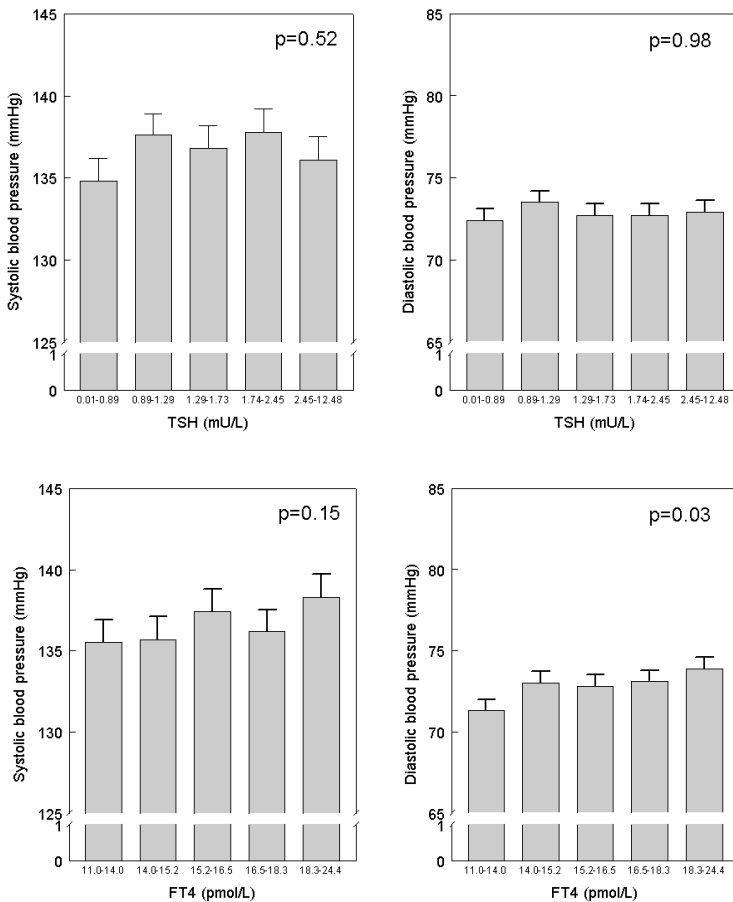 145
140
135
130
125
1
0
Systolic blood pressure (mmHg)
p=0.52
0.01-0.89 0.89-1.29 1.29-1.73 1.74-2.45 2.45-12.48
TSH (mU/L)
85
80
75
70
65
1
0
Diastolic blood pressure (mmHg)
p=0.98
0.01-0.89 0.89-1.29 1.29-1.73 1.74-2.45 2.45-12.48
TSH (mU/L)
145
140
135
130
125
1
0
Systolic blood pressure (mmHg)
p=0.15
11.0-14.0 14.0-15.2 15.2-16.5 16.5-18.3 18.3-24.4
FT4 (pmol/L)
85
80
75
70
65
1
0
Diastolic blood pressure (mmHg)
p=0.03
11.0-14.0 14.0-15.2 15.2-16.5 16.5-18.3 18.3-24.4
FT4 (pmol/L)